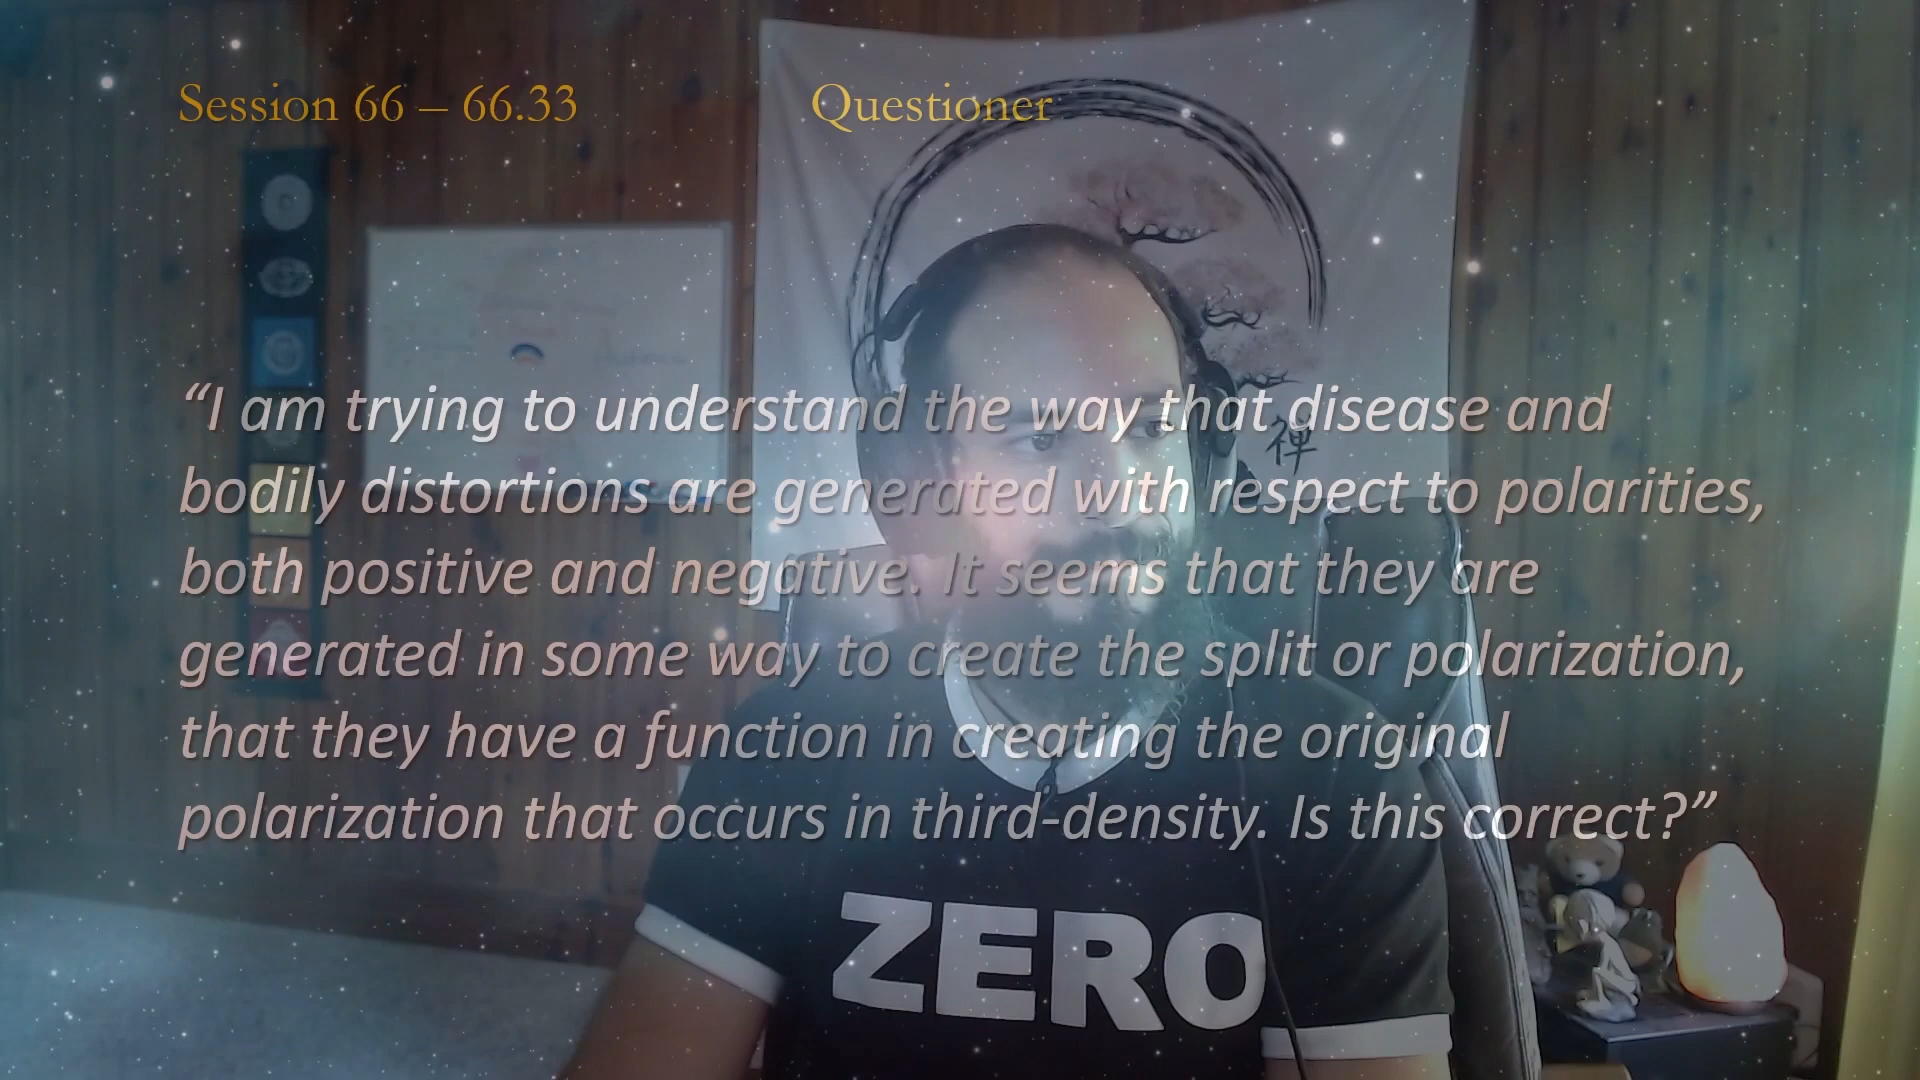 Session 66 – 66.33
Questioner
“I am trying to understand the way that disease and
bodily distortions are generated with respect to polarities,
both positive and negative. It seems that they are
generated in some way to create the split or polarization,
that they have a function in creating the original
polarization that occurs in third-density. Is this correct?”
禅
ZERO